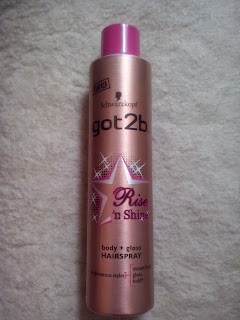 Schwarzkopf
got2b
Rise
'n Shine
body + gloss
HAIRSPRAY